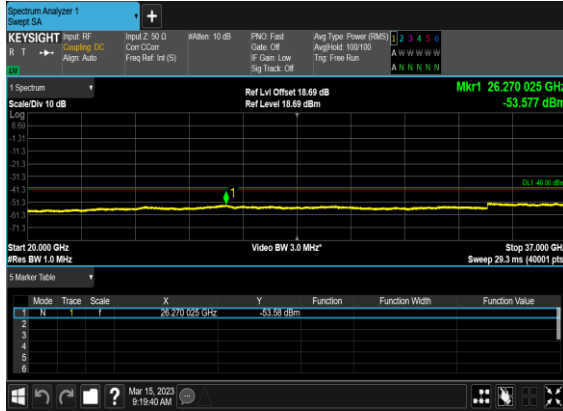 Spectrum Analyzer 1
Swept SA
KEYSIGHT Input: RF Input Z: 50 Ω #Atten: 10 dB PNO: Fast Avg Type: Power (RMS) 1 2 3 4 5 6
R T Coupling: DC Corr CCorr Gate: Off Avg|Hold: 100/100 A W W W W W
Align: Auto Freq Ref: Int (S) IF Gain: Low Trig: Free Run
LXI Sig Track: Off A N N N N N
1 Spectrum Ref Lvl Offset 18.69 dB Mkr1 26.270 025 GHz
Scale/Div 10 dB Ref Level 18.69 dBm -53.577 dBm
Log
8.69
-1.31
-11.3
-21.3
-31.3
DL1 -40.00 dBm
-41.3
1
-51.3
-61.3
-71.3
Start 20.000 GHz Video BW 3.0 MHz* Stop 37.000 GHz
#Res BW 1.0 MHz Sweep 29.3 ms (40001 pts)
5 Marker Table
Mode Trace Scale X Y Function Function Width Function Value
1 N 1 f 26.270 025 GHz -53.58 dBm
2
3
4
5
6
? Mar 15, 2023
9:19:40 AM